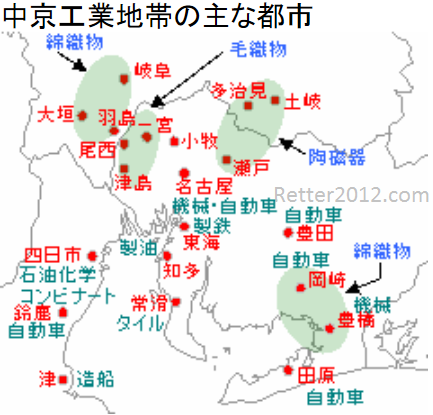 中京工業地帯の主な都市
綿織物
毛織物
岐阜
多治見
土岐
大垣
羽島
一宮
尾西
小牧
陶磁器
瀬戸
津島
名古屋
Retter2012.com
機械・自動車
製鉄
自動車
豊田
東海
製油
四日市
知多
自動車
綿織物
石油化学
コンビナート
岡崎
機械
常滑
タイル
鈴鹿
自動車
豊橋
田原
津
造船
自動車